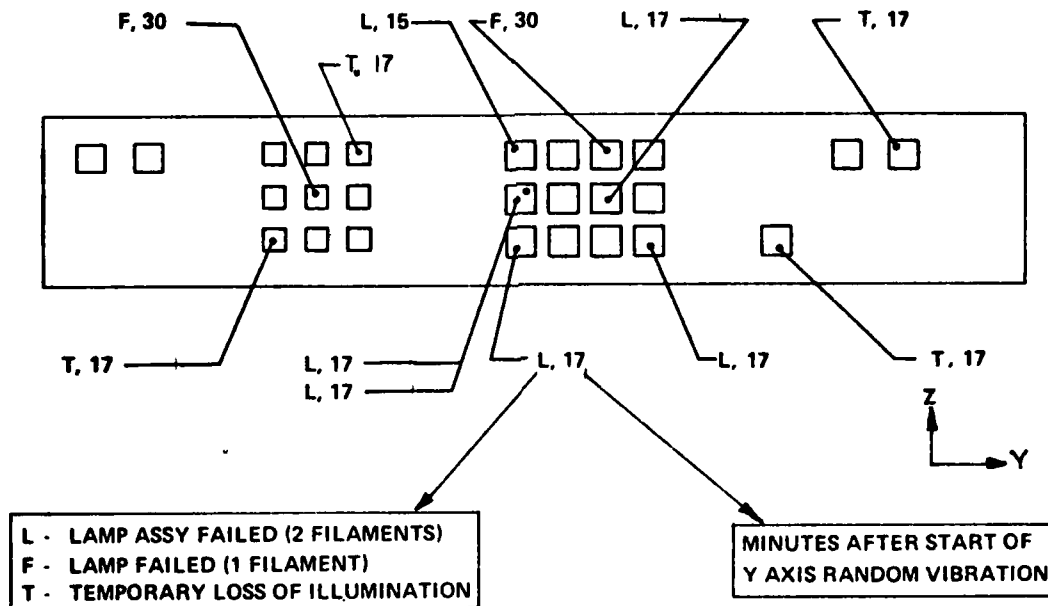 F, 30
L, 15
F, 30
L, 17
T, 17
T, 17
T, 17
L, 17
L, 17
L, 17
L, 17
T, 17
Z
Y
L - LAMP ASSY FAILED (2 FILAMENTS)
F - LAMP FAILED (1 FILAMENT)
T - TEMPORARY LOSS OF ILLUMINATION
MINUTES AFTER START OF
Y AXIS RANDOM VIBRATION